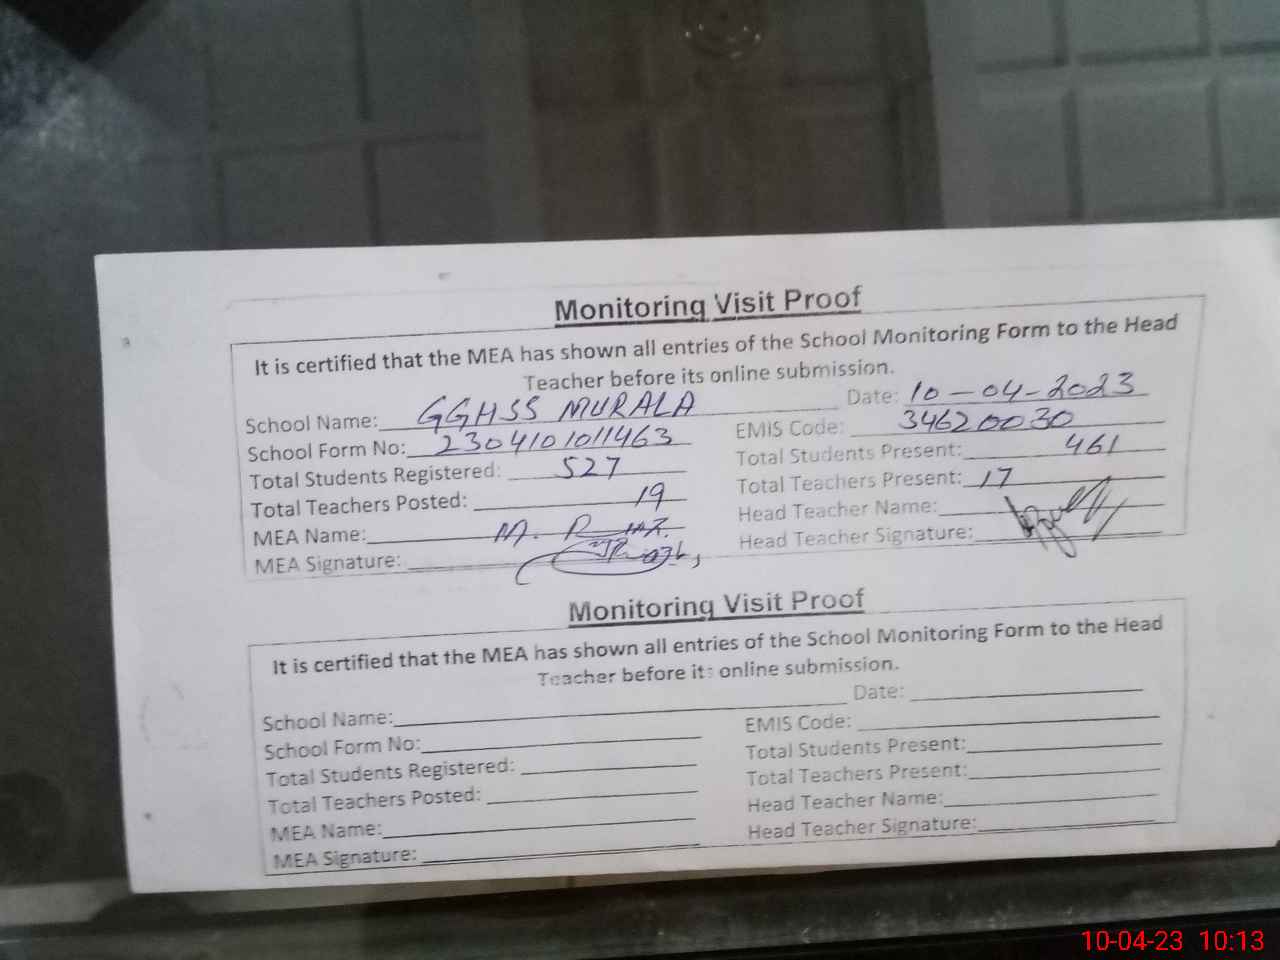 Monitoring Visit Proof
It is certified that the MEA has shown all entries of the School Monitoring Form to the Head
Teacher before its online submission.
School Name: GGHSS MURALA Date: 10-04-2023
School Form No: 2304101011463 EMIS Code: 34620030
Total Students Registered: 527 Total Students Present: 461
Total Teachers Posted: 19 Total Teachers Present: 17
MEA Name: M. Head Teacher Name:
MEA Signature: Head Teacher Signature:
Monitoring Visit Proof
It is certified that the MEA has shown all entries of the School Monitoring Form to the Head
Teacher before its online submission.
School Name: Date:
School Form No: EMIS Code:
Total Students Registered: Total Students Present:
Total Teachers Posted: Total Teachers Present:
MEA Name: Head Teacher Name:
MEA Signature: Head Teacher Signature:
10-04-23 10:13